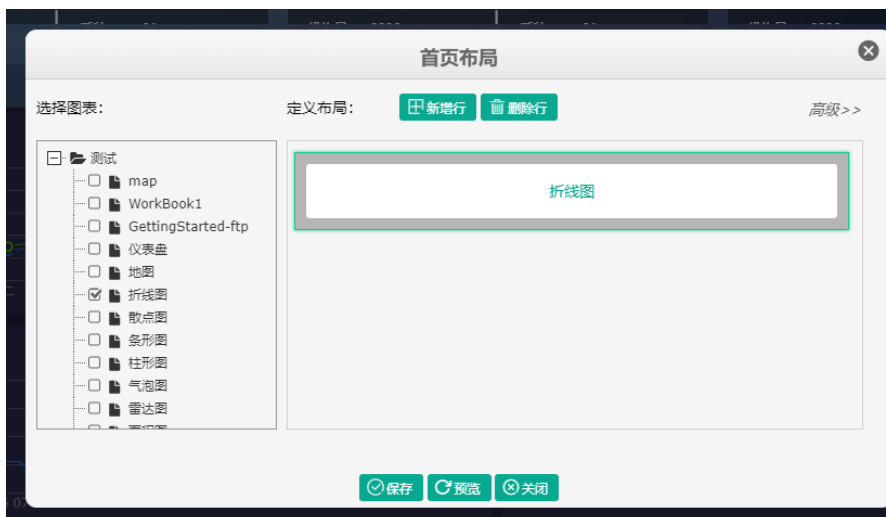 首页布局
选择图表:
定义布局:
新增行
删除行
高级>>
测试
map
WorkBook1
GettingStarted-ftp
仪表盘
地图
折线图
散点图
条形图
柱形图
气泡图
雷达图
折线图
保存
预览
关闭